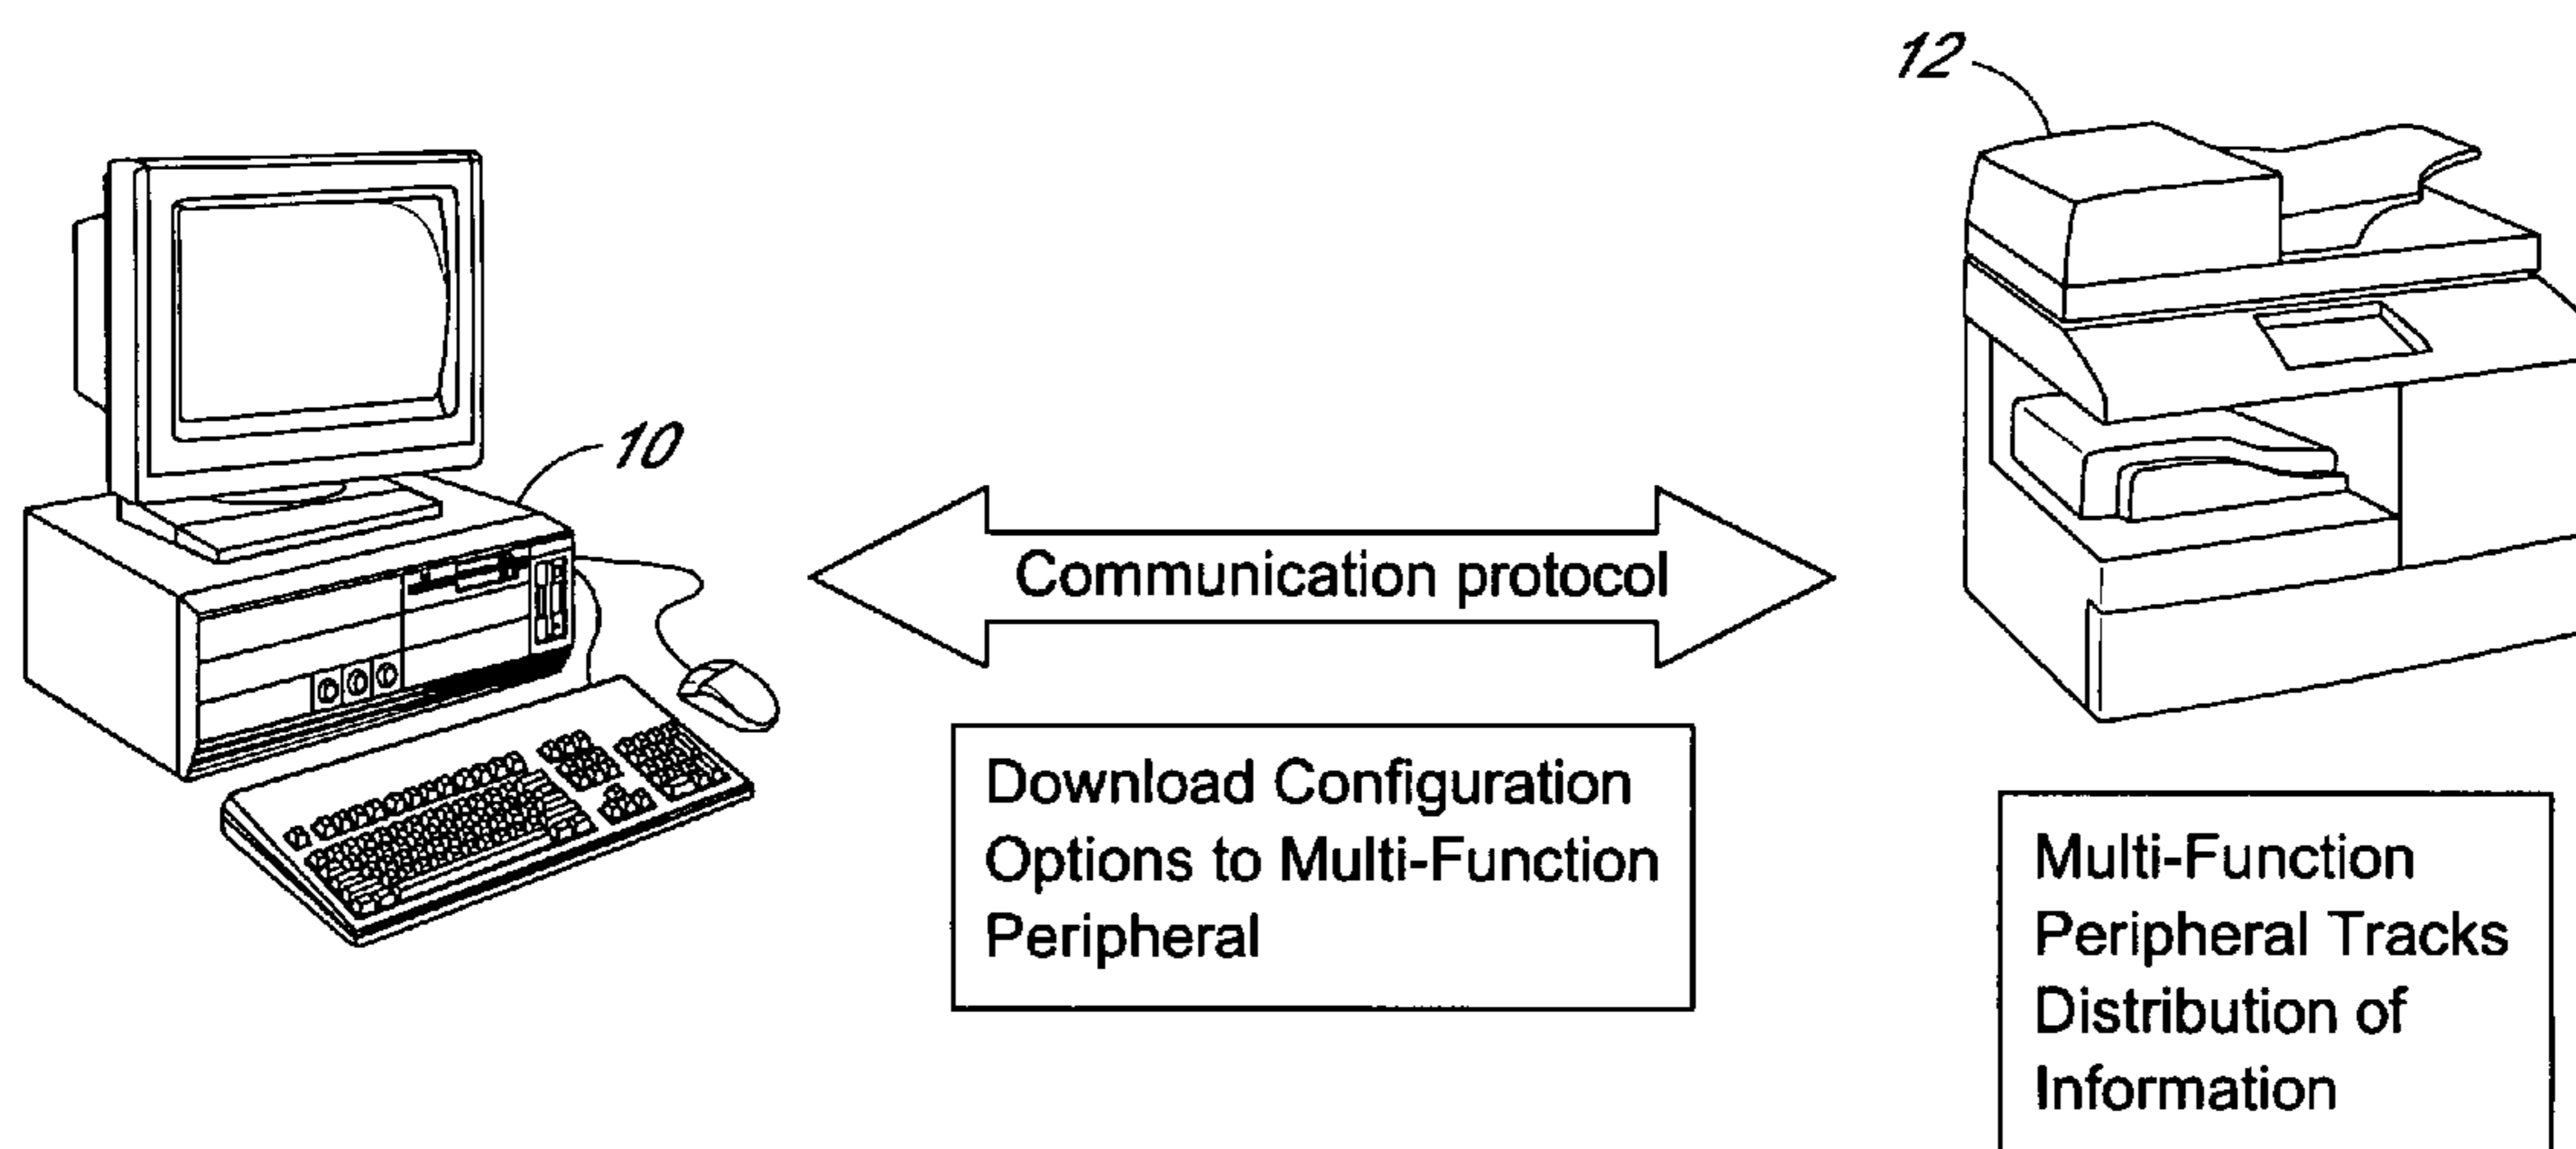 12
10
Communication protocol
Download Configuration
Options to Multi-Function
Peripheral
Multi-Function
Peripheral Tracks
Distribution of
Information